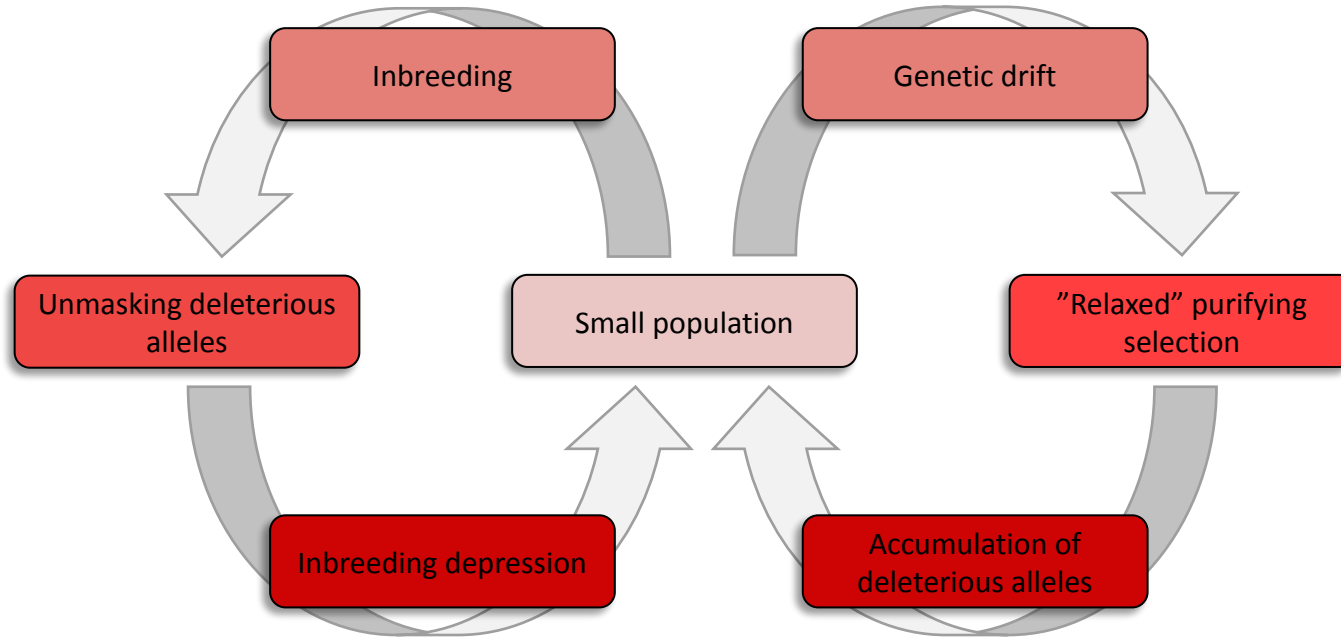 Inbreeding
Genetic drift
Unmasking deleterious
alleles
Small population
”Relaxed” purifying
selection
Inbreeding depression
Accumulation of
deleterious alleles